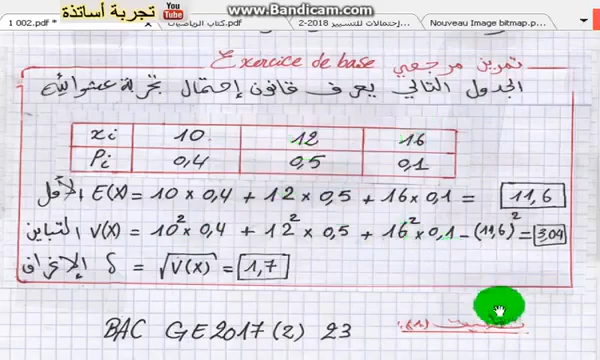 www.Bandicam.com
تجربة أساتذة You Tube
1 002.pdf *
كتاب الرياضيات.pdf
إحتمالات للتسيير 2018-2
Nouveau Image bitmap.p...
تمرين مرجعي Exercice de base
الجدول التالي يعرف قانون إحتمال تجربة عشوائية
xi 10 12 16
Pi 0,4 0,5 0,1
الأمل E(X) = 10 x 0,4 + 12 x 0,5 + 16 x 0,1 = 11,6
التباين V(X) = 10² x 0,4 + 12² x 0,5 + 16² x 0,1 - (11,6)² = 3,04
الإنحراف δ = √V(X) = 1,7
BAC GE 2017 (2) 23